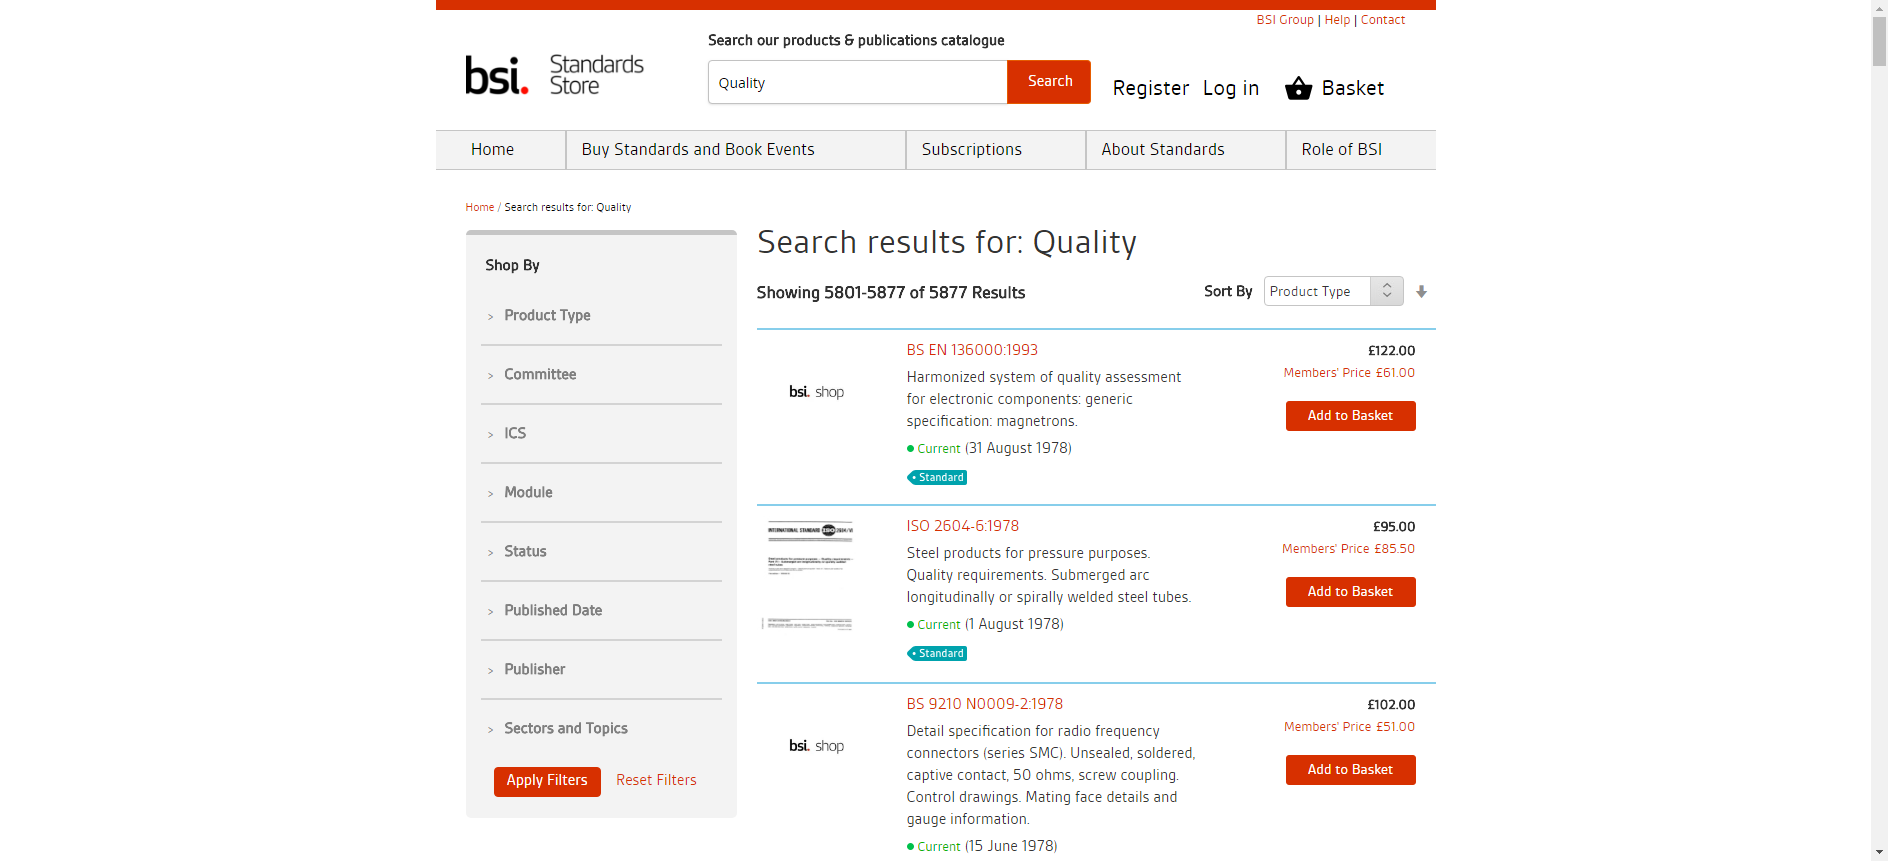 BSI Group | Help | Contact
Search our products & publications catalogue
bsi. Standards Store
Quality
Search
Register
Log in
Basket
Home
Buy Standards and Book Events
Subscriptions
About Standards
Role of BSI
Home / Search results for: Quality
Shop By
> Product Type
> Committee
> ICS
> Module
> Status
> Published Date
> Publisher
> Sectors and Topics
Apply Filters
Reset Filters
Search results for: Quality
Showing 5801-5877 of 5877 Results
Sort By
Product Type
bsi. shop
BS EN 136000:1993
Harmonized system of quality assessment
for electronic components: generic
specification: magnetrons.
Current (31 August 1978)
Standard
£122.00
Members' Price £61.00
Add to Basket
INTERNATIONAL STANDARD ISO 2604/VI
ISO 2604-6:1978
Steel products for pressure purposes.
Quality requirements. Submerged arc
longitudinally or spirally welded steel tubes.
Current (1 August 1978)
Standard
£95.00
Members' Price £85.50
Add to Basket
bsi. shop
BS 9210 N0009-2:1978
Detail specification for radio frequency
connectors (series SMC). Unsealed, soldered,
captive contact, 50 ohms, screw coupling.
Control drawings. Mating face details and
gauge information.
Current (15 June 1978)
£102.00
Members' Price £51.00
Add to Basket